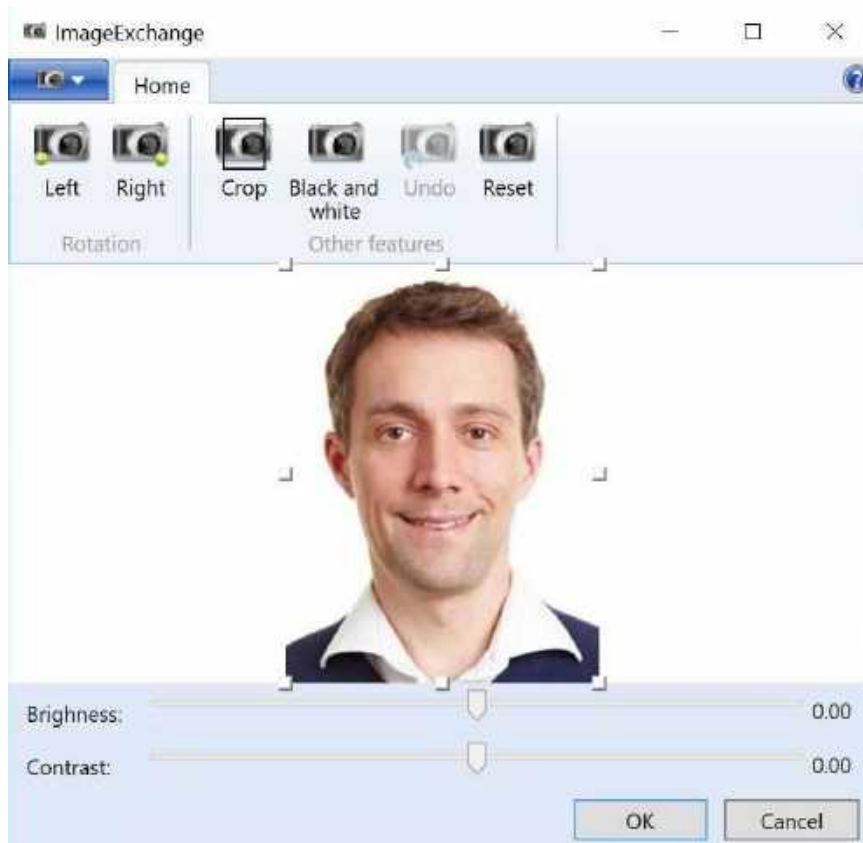 ImageExchange
Home
Left Right Crop Black and white Undo Reset
Rotation Other features
Brighness: 0.00
Contrast: 0.00
OK Cancel